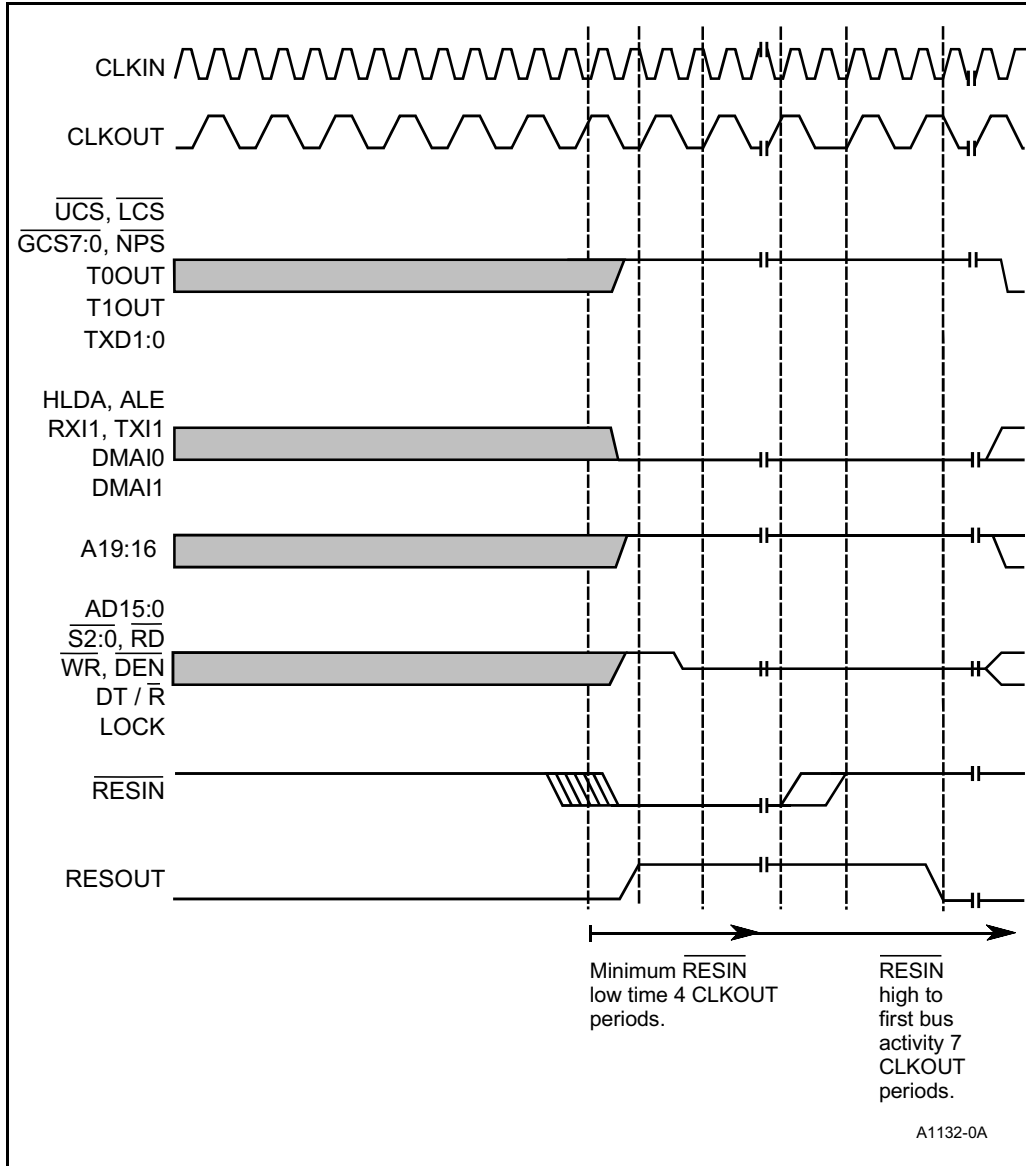 CLKIN
CLKOUT
UCS, LCS
GCS7:0, NPS
T0OUT
T1OUT
TXD1:0
HLDA, ALE
RXI1, TXI1
DMAI0
DMAI1
A19:16
AD15:0
S2:0, RD
WR, DEN
DT / R
LOCK
RESIN
RESOUT
Minimum RESIN
low time 4 CLKOUT
periods.
RESIN
high to
first bus
activity 7
CLKOUT
periods.
A1132-0A